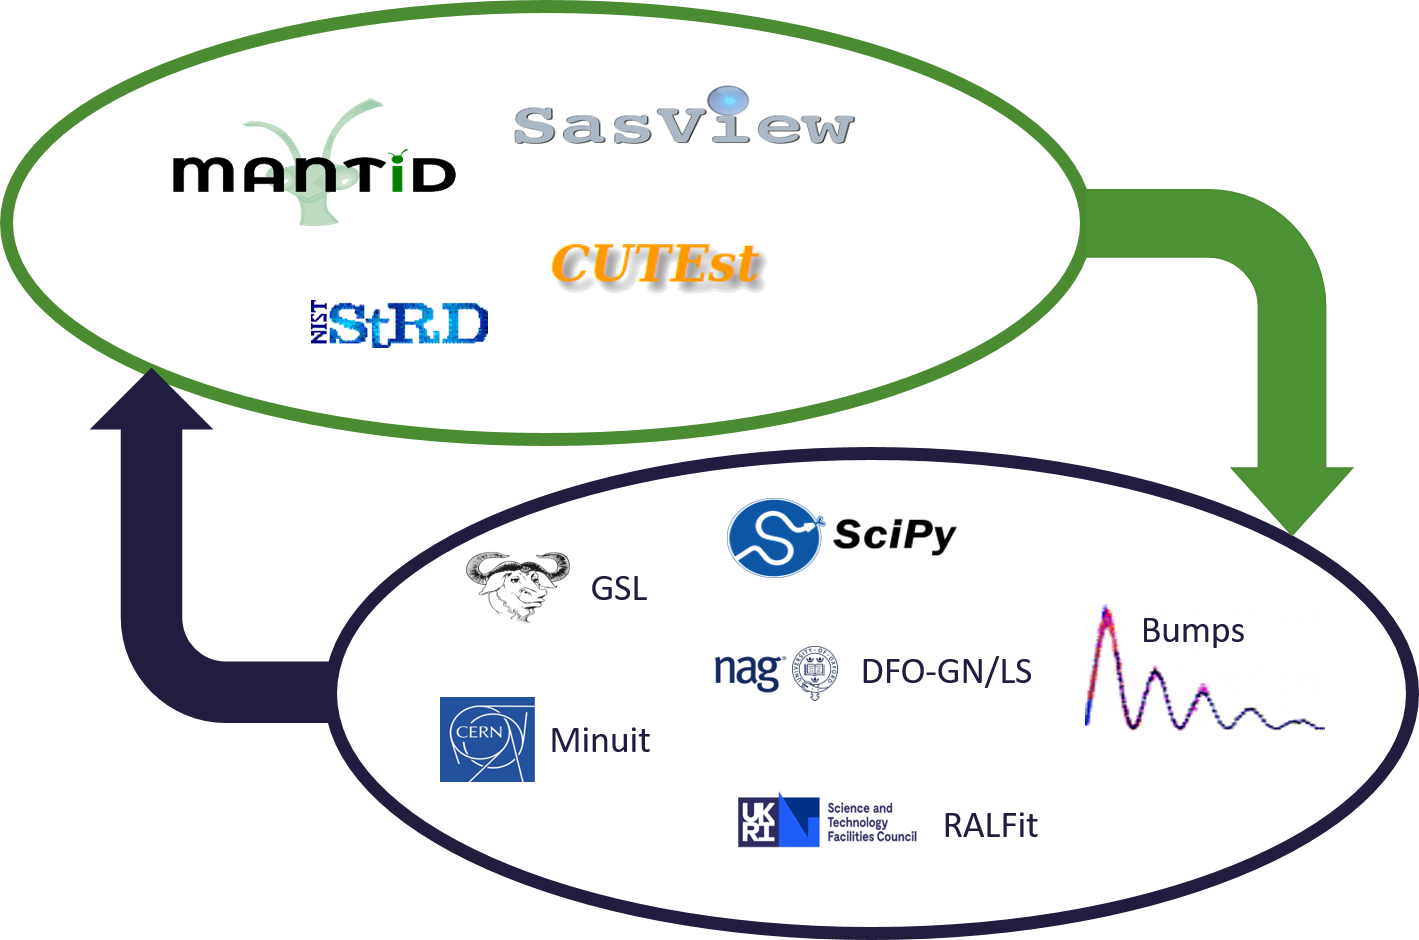 SasView
MANTiD
CUTEst
NIST StRD
SciPy
GSL
Bumps
nag
DFO-GN/LS
CERN
Minuit
UK
RI
Science and
Technology
Facilities Council
RALFit